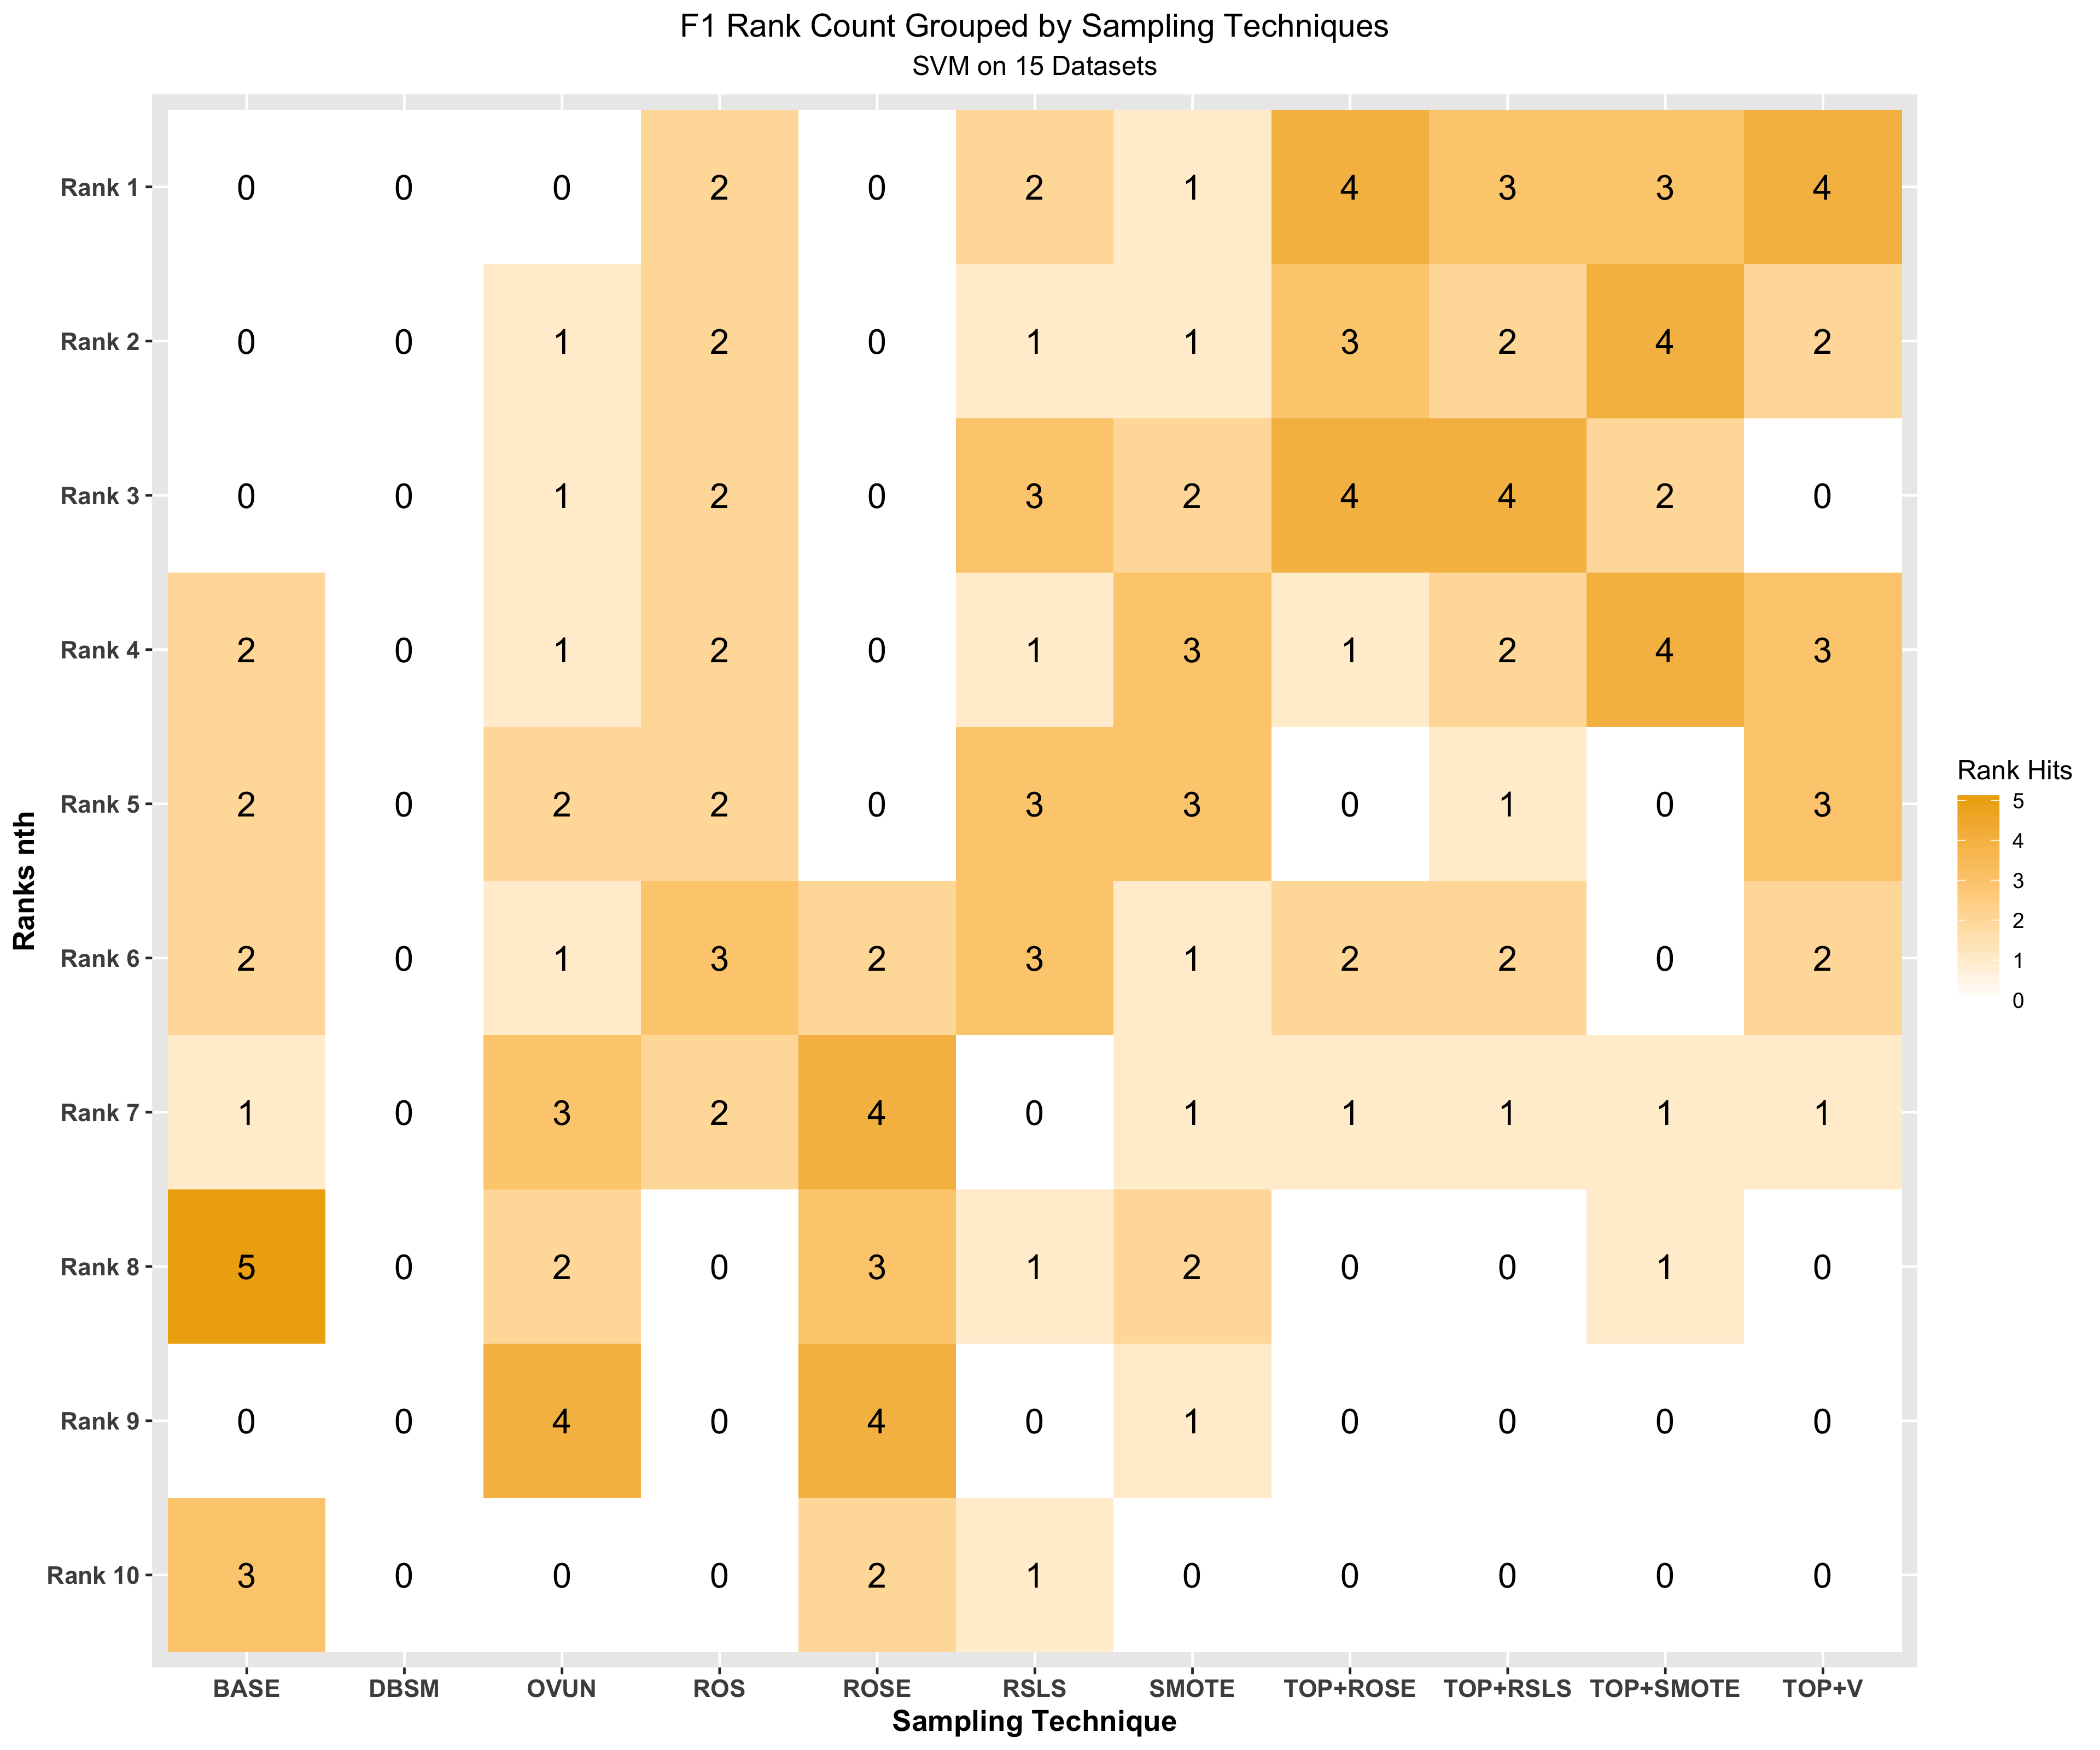 F1 Rank Count Grouped by Sampling Techniques
SVM on 15 Datasets
Rank 1 0 0 0 2 0 2 1 4 3 3 4
Rank 2 0 0 1 2 0 1 1 3 2 4 2
Rank 3 0 0 1 2 0 3 2 4 4 2 0
Rank 4 2 0 1 2 0 1 3 1 2 4 3
Rank 5 2 0 2 2 0 3 3 0 1 0 3
Rank 6 2 0 1 3 2 3 1 2 2 0 2
Rank 7 1 0 3 2 4 0 1 1 1 1 1
Rank 8 5 0 2 0 3 1 2 0 0 1 0
Rank 9 0 0 4 0 4 0 1 0 0 0 0
Rank 10 3 0 0 0 2 1 0 0 0 0 0
BASE DBSM OVUN ROS ROSE RSLS SMOTE TOP+ROSE TOP+RSLS TOP+SMOTE TOP+V
Sampling Technique
Ranks nth
Rank Hits
5
4
3
2
1
0